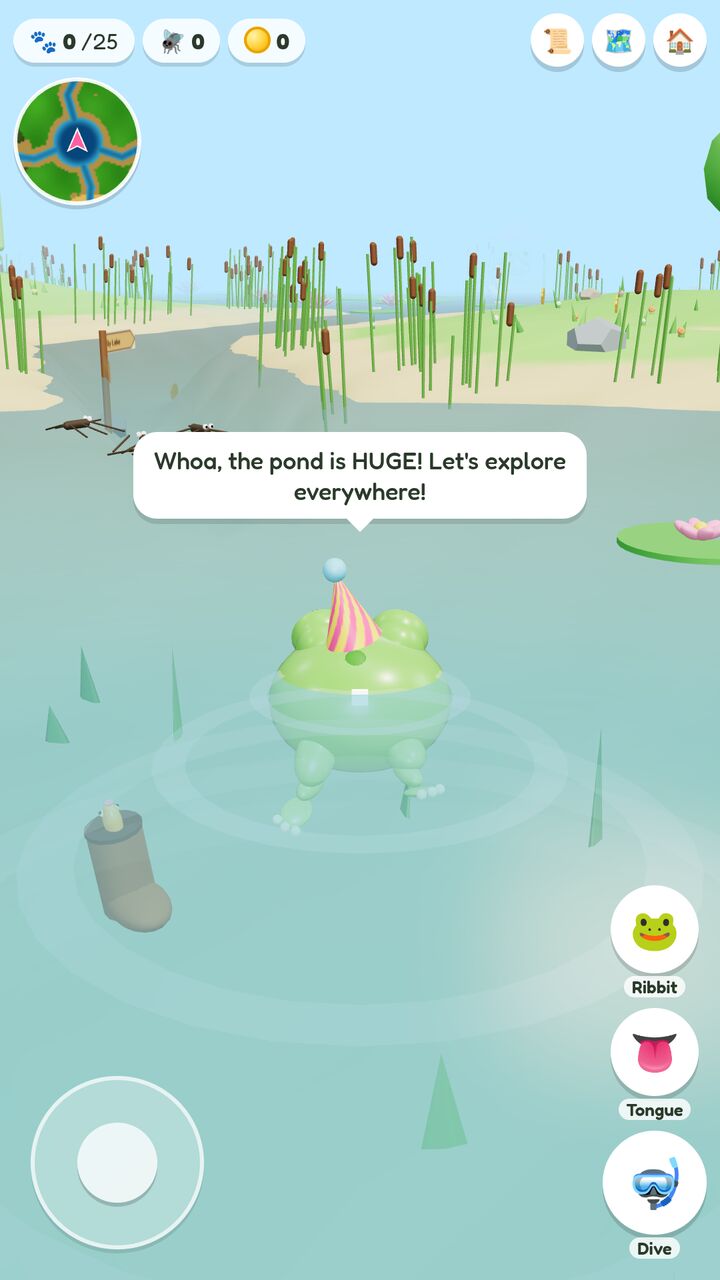 0 /25
0
0
Whoa, the pond is HUGE! Let's explore
everywhere!
Ribbit
Tongue
Dive